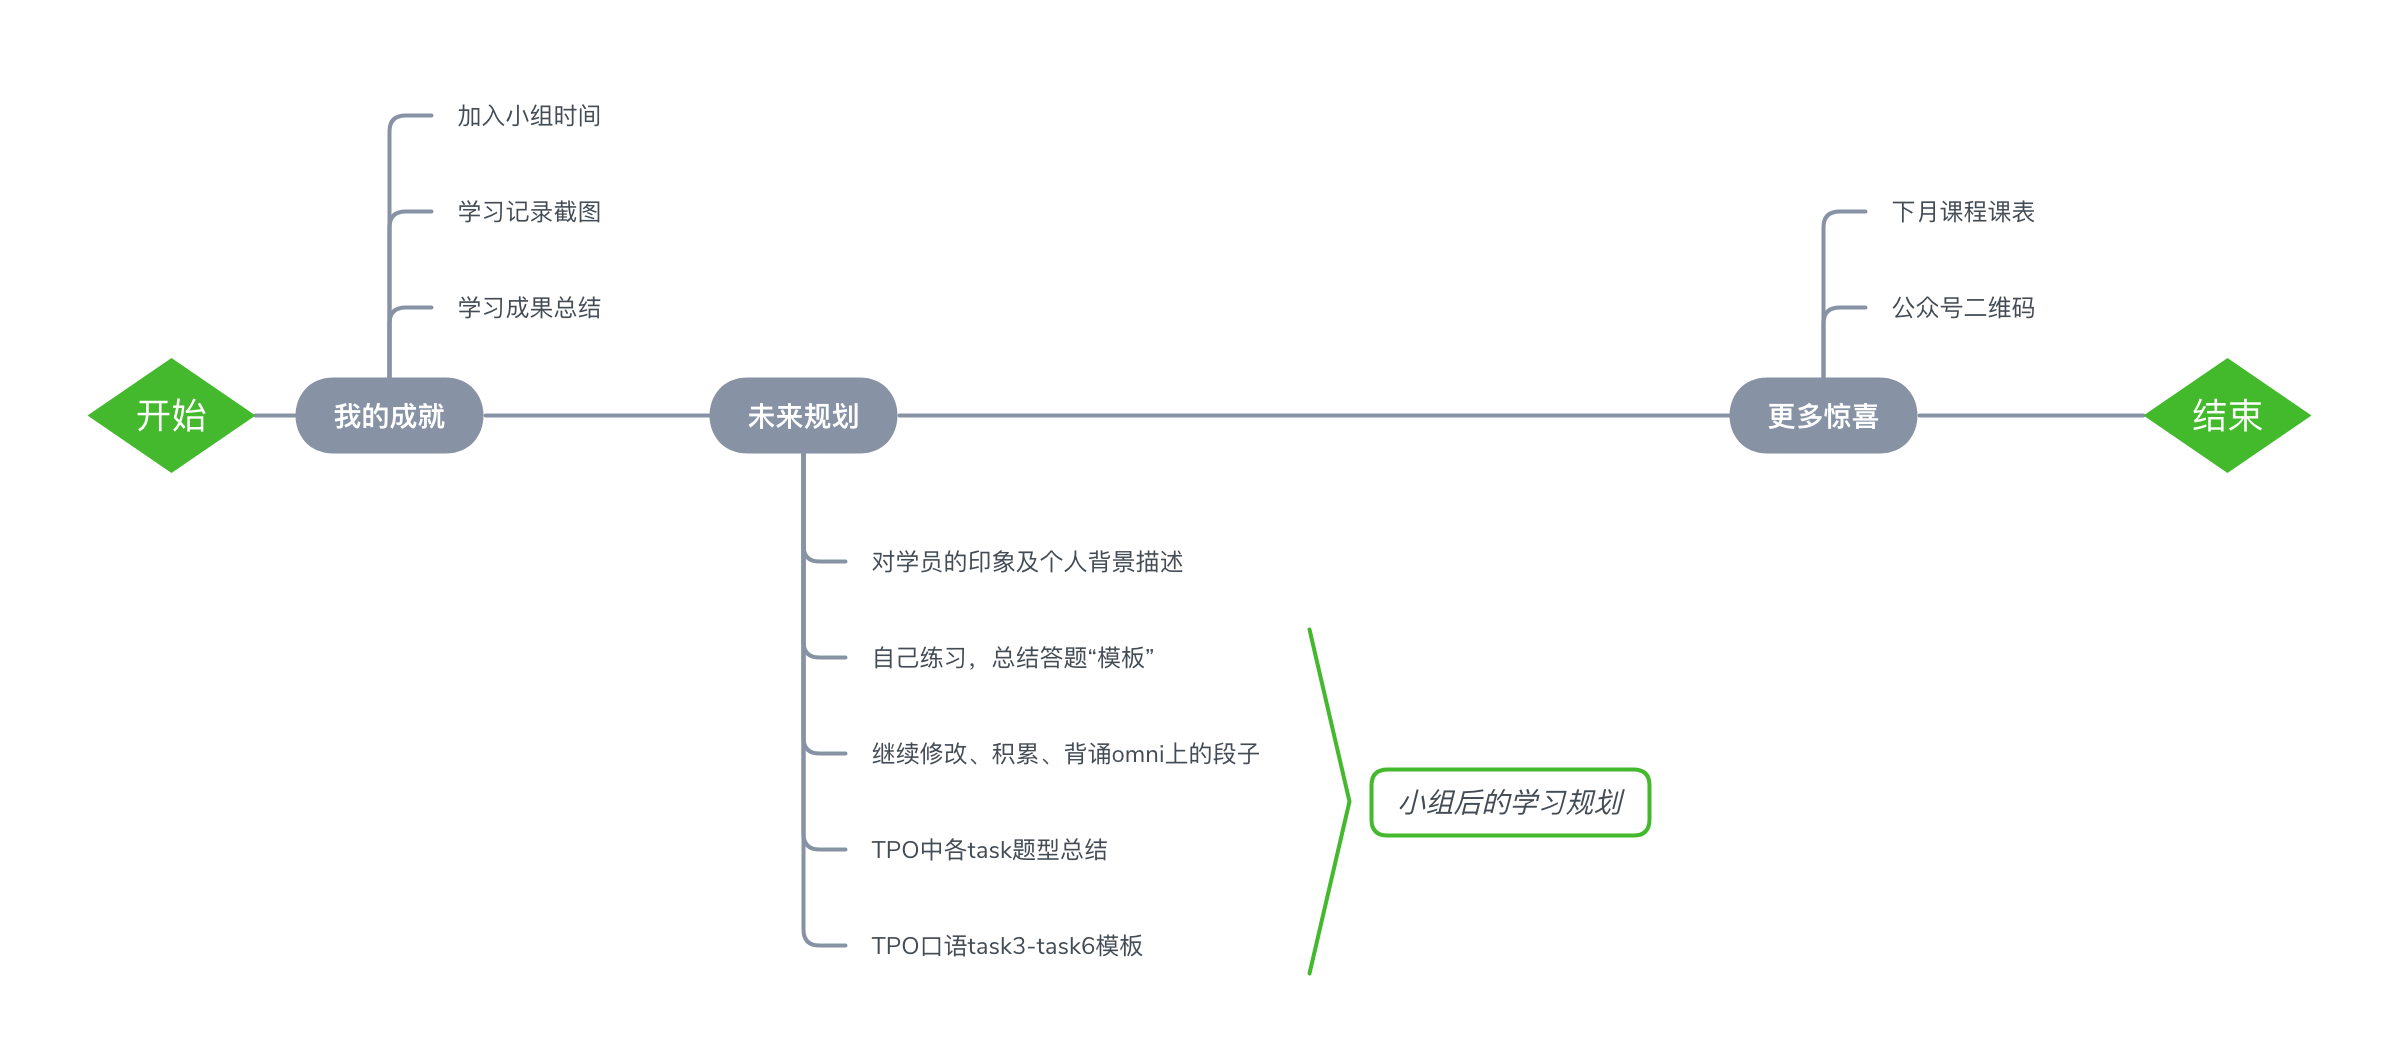 开始
我的成就
加入小组时间
学习记录截图
学习成果总结
未来规划
对学员的印象及个人背景描述
自己练习，总结答题“模板”
继续修改、积累、背诵omni上的段子
TPO中各task题型总结
TPO口语task3-task6模板
小组后的学习规划
更多惊喜
下月课程课表
公众号二维码
结束